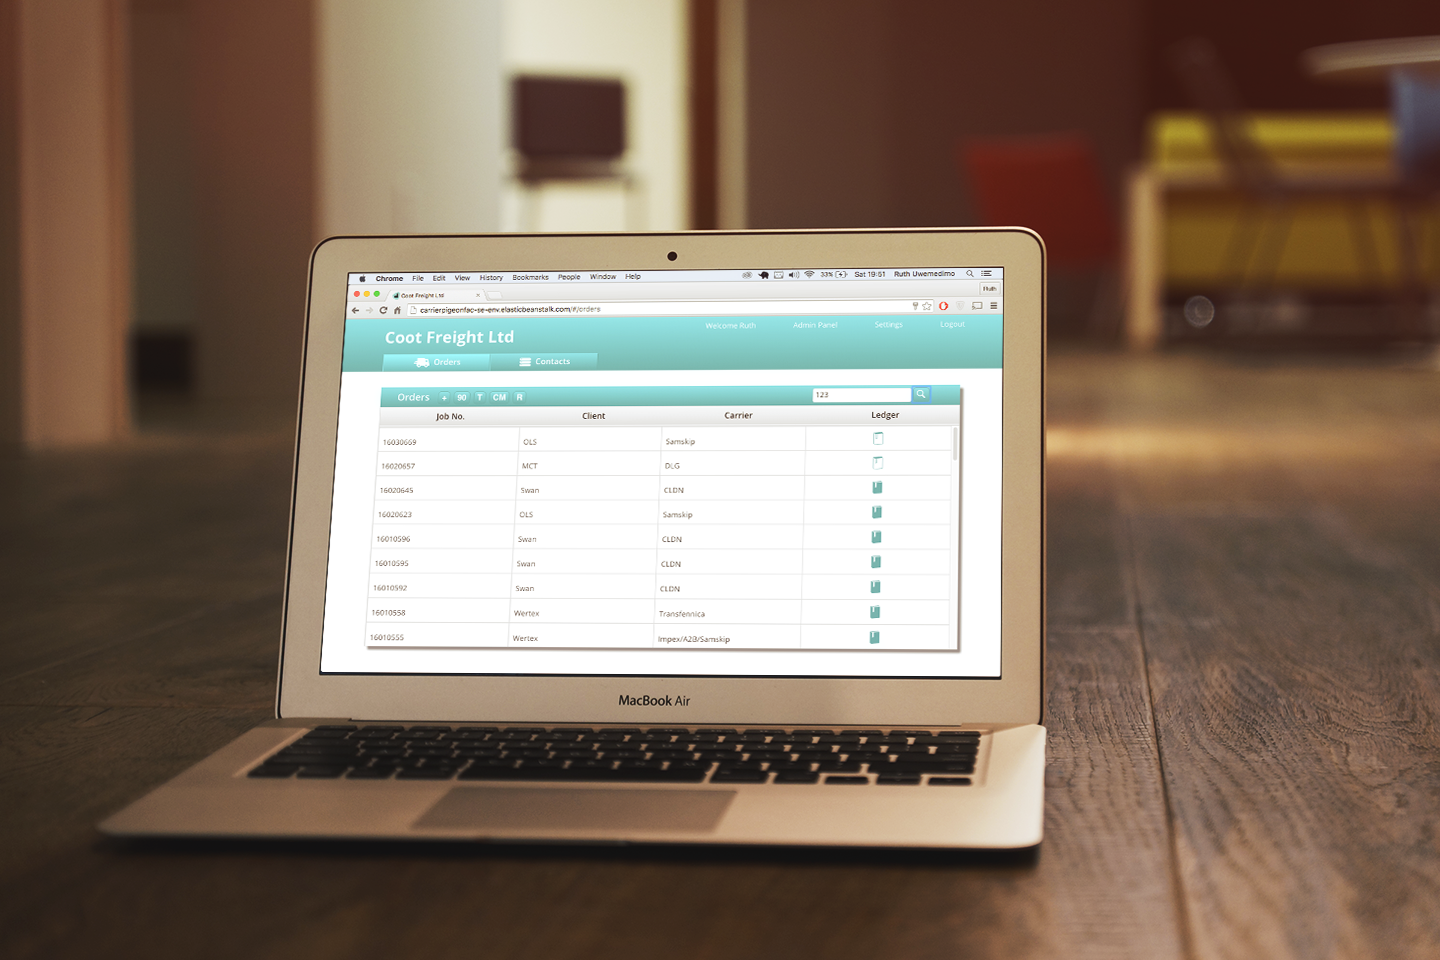 Chrome File Edit View History Bookmarks People Window Help 33% Sat 19:51 Ruth Uwemedimo
Coot Freight Ltd Ruth
carrierpigeonfac-se-env.elasticbeanstalk.com/#/orders
Welcome Ruth Admin Panel Settings Logout
Coot Freight Ltd
Orders Contacts
Orders + 90 T CM R 123
Job No. Client Carrier Ledger
16030669 OLS Samskip
16020657 MCT DLG
16020645 Swan CLDN
16020623 OLS Samskip
16010596 Swan CLDN
16010595 Swan CLDN
16010592 Swan CLDN
16010558 Wertex Transfennica
16010555 Wertex Impex/A2B/Samskip
MacBook Air